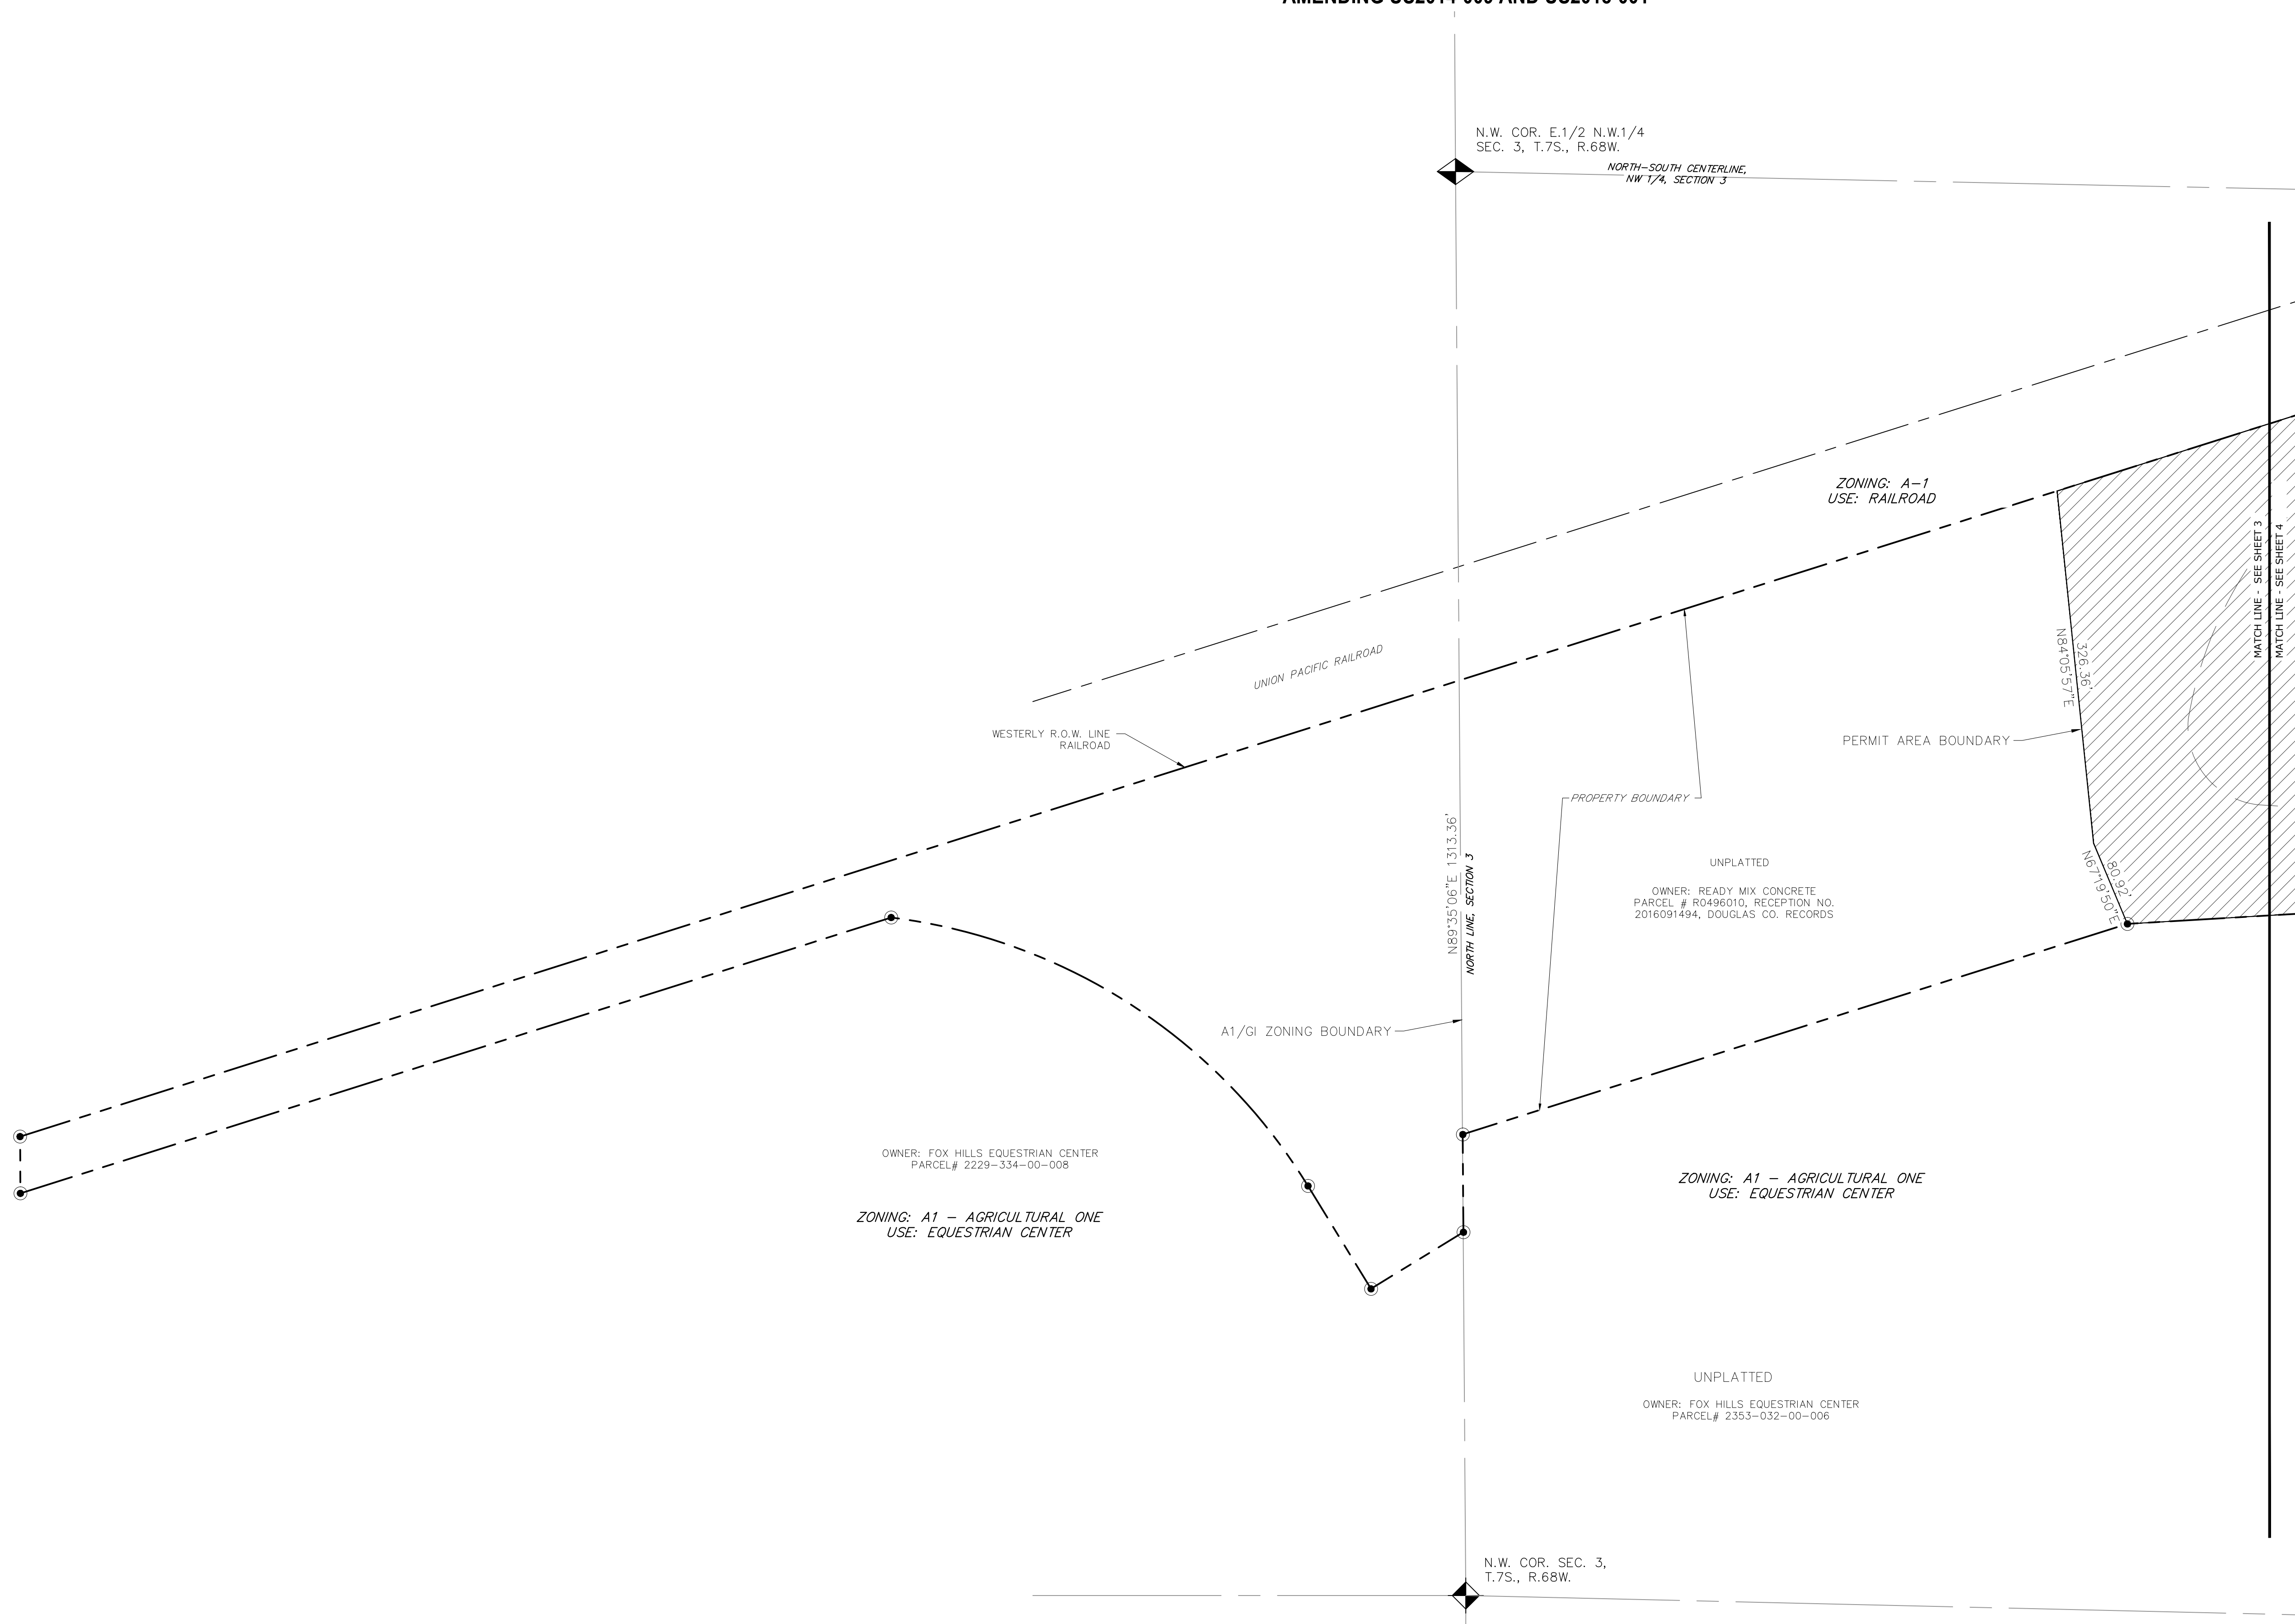 N.W. COR. E.1/2 N.W.1/4
SEC. 3, T.7S., R.68W.
NORTH-SOUTH CENTERLINE,
NW 1/4, SECTION 3
ZONING: A-1
USE: RAILROAD
MATCH LINE - SEE SHEET 3
MATCH LINE - SEE SHEET 4
UNION PACIFIC RAILROAD
326.36'
N84°05'57"E
WESTERLY R.O.W. LINE
RAILROAD
PERMIT AREA BOUNDARY
PROPERTY BOUNDARY
N89°35'06"E 1313.36'
NORTH LINE, SECTION 3
UNPLATTED
OWNER: READY MIX CONCRETE
PARCEL # R0496010, RECEPTION NO.
2016091494, DOUGLAS CO. RECORDS
80.92'
N67°19'50"E
A1/GI ZONING BOUNDARY
OWNER: FOX HILLS EQUESTRIAN CENTER
PARCEL# 2229-334-00-008
ZONING: A1 - AGRICULTURAL ONE
USE: EQUESTRIAN CENTER
ZONING: A1 - AGRICULTURAL ONE
USE: EQUESTRIAN CENTER
UNPLATTED
OWNER: FOX HILLS EQUESTRIAN CENTER
PARCEL# 2353-032-00-006
N.W. COR. SEC. 3,
T.7S., R.68W.